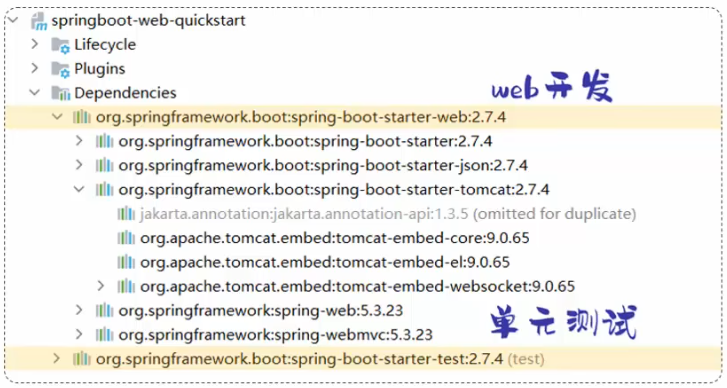 springboot-web-quickstart
Lifecycle
Plugins
Dependencies
web开发
org.springframework.boot:spring-boot-starter-web:2.7.4
org.springframework.boot:spring-boot-starter:2.7.4
org.springframework.boot:spring-boot-starter-json:2.7.4
org.springframework.boot:spring-boot-starter-tomcat:2.7.4
jakarta.annotation:jakarta.annotation-api:1.3.5 (omitted for duplicate)
org.apache.tomcat.embed:tomcat-embed-core:9.0.65
org.apache.tomcat.embed:tomcat-embed-el:9.0.65
org.apache.tomcat.embed:tomcat-embed-websocket:9.0.65
org.springframework:spring-web:5.3.23
org.springframework:spring-webmvc:5.3.23
单元测试
org.springframework.boot:spring-boot-starter-test:2.7.4 (test)